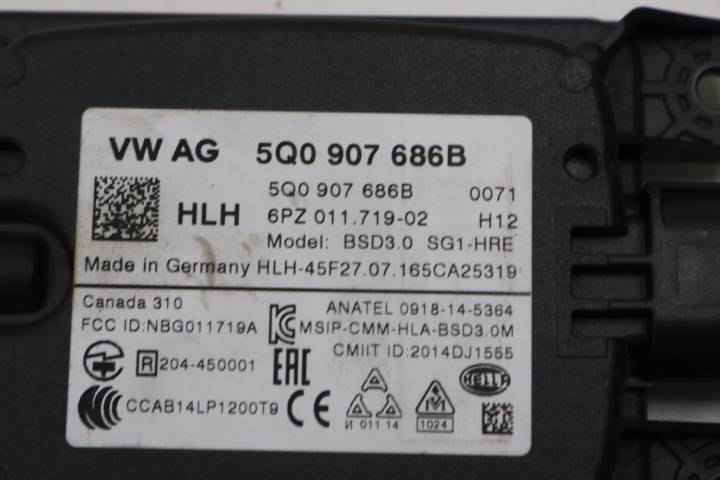 VW AG 5Q0 907 686B
5Q0 907 686B 0071
HLH 6PZ 011.719-02 H12
Model: BSD3.0 SG1-HRE
Made in Germany HLH-45F27.07.165CA25319
Canada 310
FCC ID:NBG011719A
ANATEL 0918-14-5364
MSIP-CMM-HLA-BSD3.0M
CMIIT ID:2014DJ1555
R 204-450001
EAC
HELLA
CCAB14LP1200T9
CE
И 011 14
1024